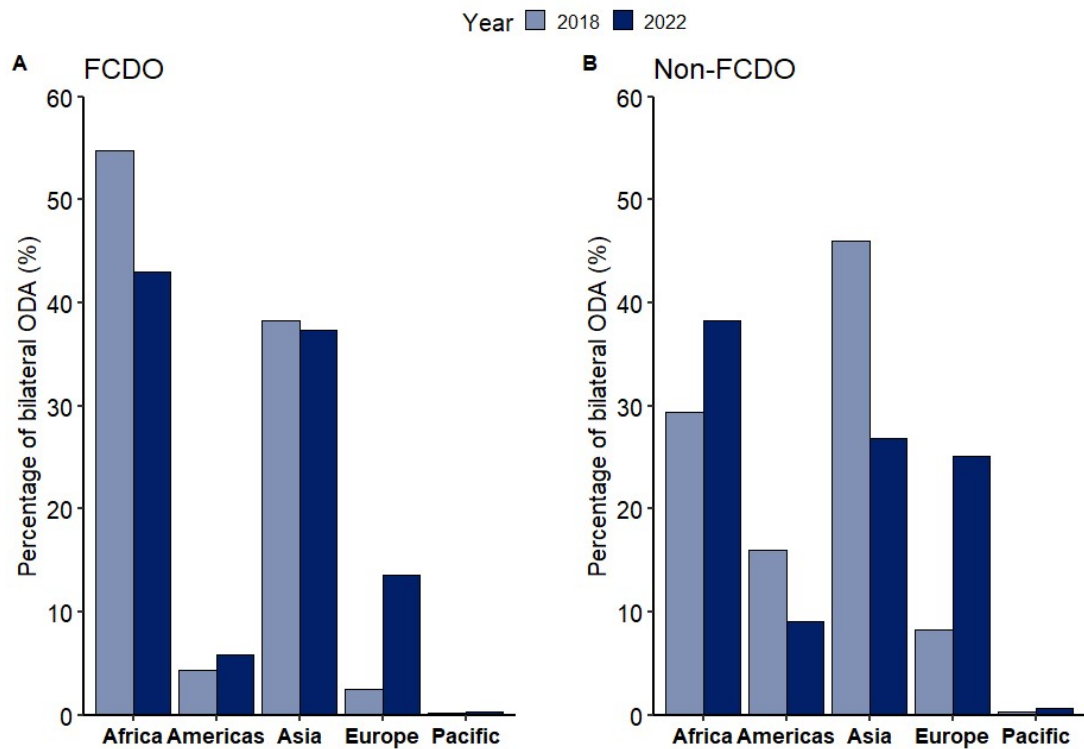 Year 2018 2022
A FCDO
Percentage of bilateral ODA (%)
60
50
40
30
20
10
0
Africa Americas Asia Europe Pacific
B Non-FCDO
Percentage of bilateral ODA (%)
60
50
40
30
20
10
0
Africa Americas Asia Europe Pacific